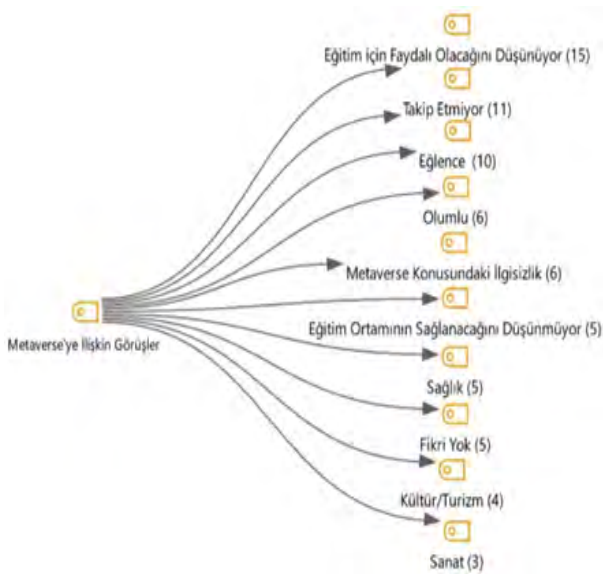 Eğitim için Faydalı Olacağını Düşünüyor (15)
Takip Etmiyor (11)
Eğlence (10)
Olumlu (6)
Metaverse Konusundaki İlgisizlik (6)
Eğitim Ortamının Sağlanacağını Düşünmüyor (5)
Metaverse'ye İlişkin Görüşler
Sağlık (5)
Fikri Yok (5)
Kültür/Turizm (4)
Sanat (3)